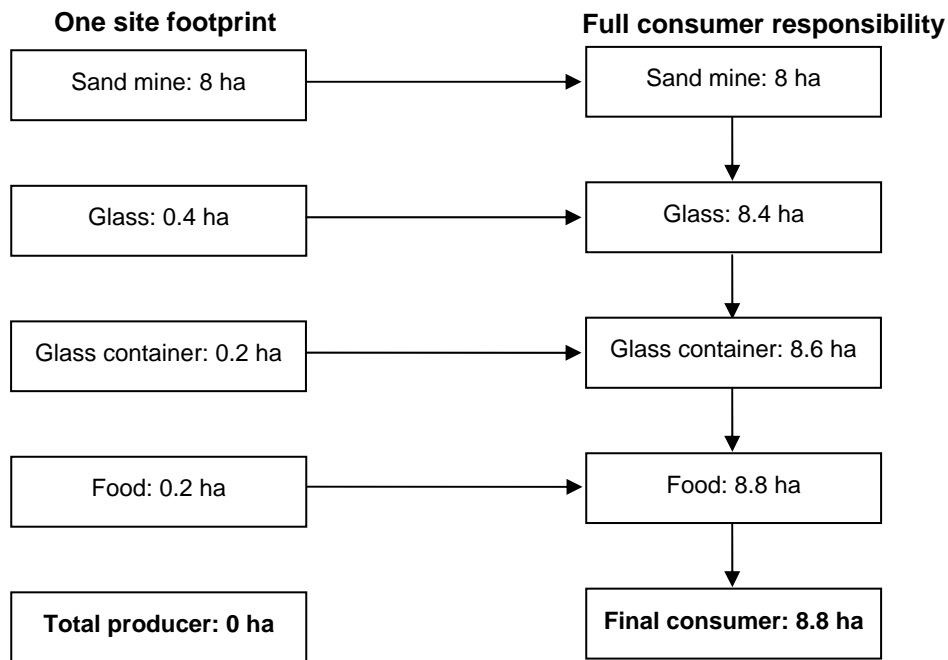 One site footprint
Full consumer responsibility
Sand mine: 8 ha
Sand mine: 8 ha
Glass: 0.4 ha
Glass: 8.4 ha
Glass container: 0.2 ha
Glass container: 8.6 ha
Food: 0.2 ha
Food: 8.8 ha
Total producer: 0 ha
Final consumer: 8.8 ha